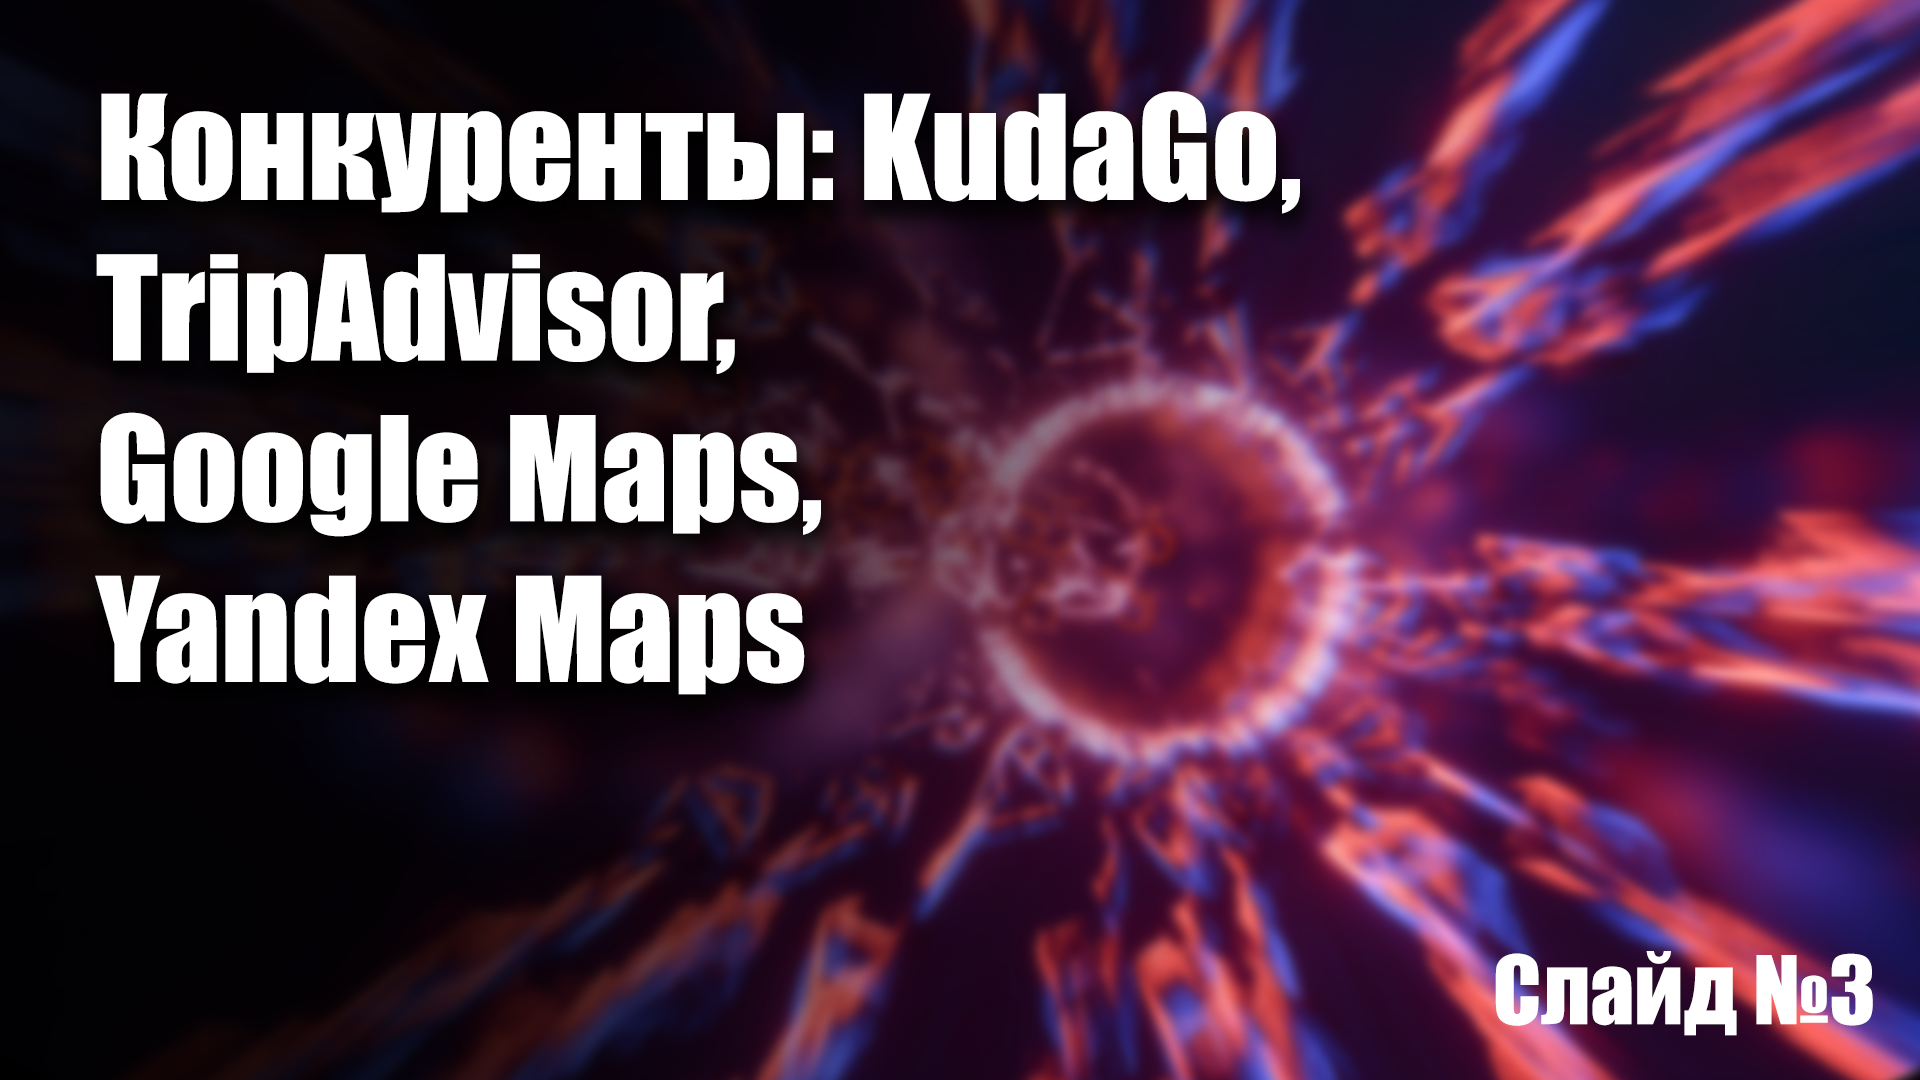 Конкуренты: KudaGo,
TripAdvisor,
Google Maps,
Yandex Maps
Слайд №3